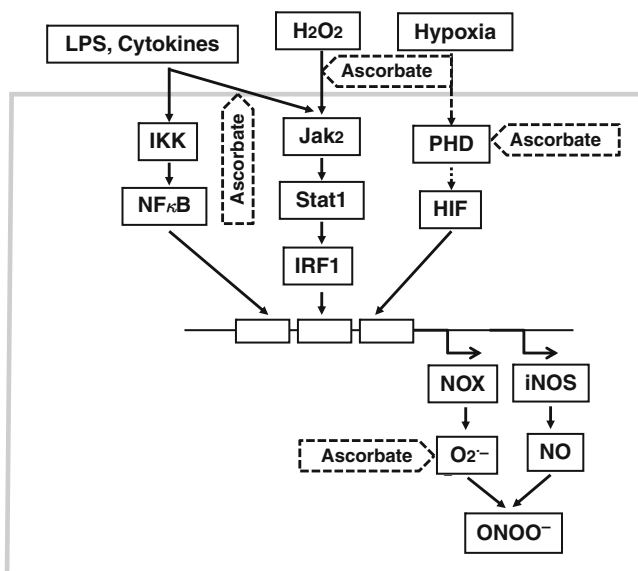 LPS, Cytokines
H2O2
Hypoxia
Ascorbate
IKK
Ascorbate
Jak2
PHD
Ascorbate
NFκB
Stat1
HIF
IRF1
NOX
iNOS
Ascorbate
O2·–
NO
ONOO–